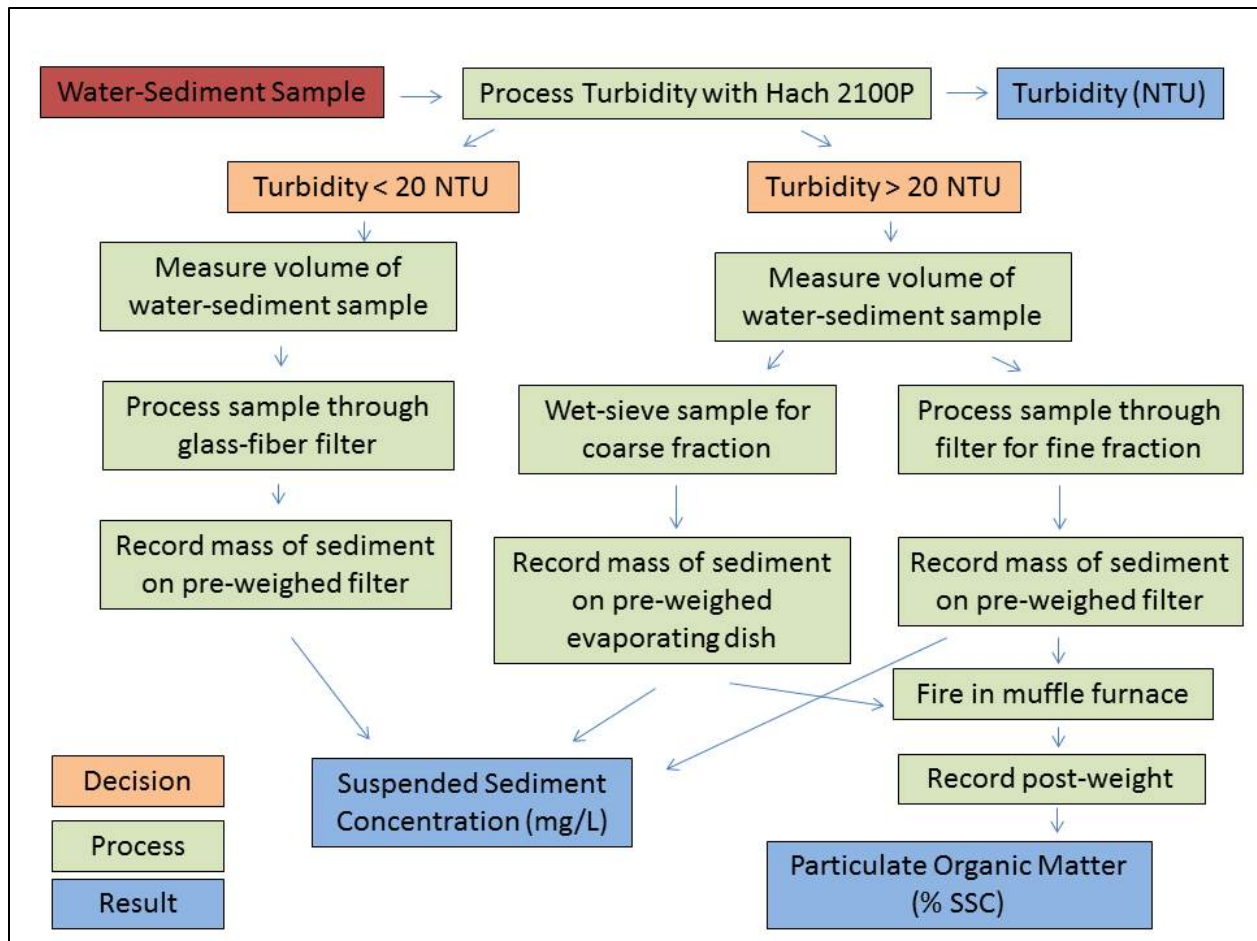 Water-Sediment Sample
Process Turbidity with Hach 2100P
Turbidity (NTU)
Turbidity < 20 NTU
Turbidity > 20 NTU
Measure volume of
water-sediment sample
Measure volume of
water-sediment sample
Process sample through
glass-fiber filter
Wet-sieve sample for
coarse fraction
Process sample through
filter for fine fraction
Record mass of sediment
on pre-weighed filter
Record mass of sediment
on pre-weighed
evaporating dish
Record mass of sediment
on pre-weighed filter
Fire in muffle furnace
Record post-weight
Suspended Sediment
Concentration (mg/L)
Particulate Organic Matter
(% SSC)
Decision
Process
Result